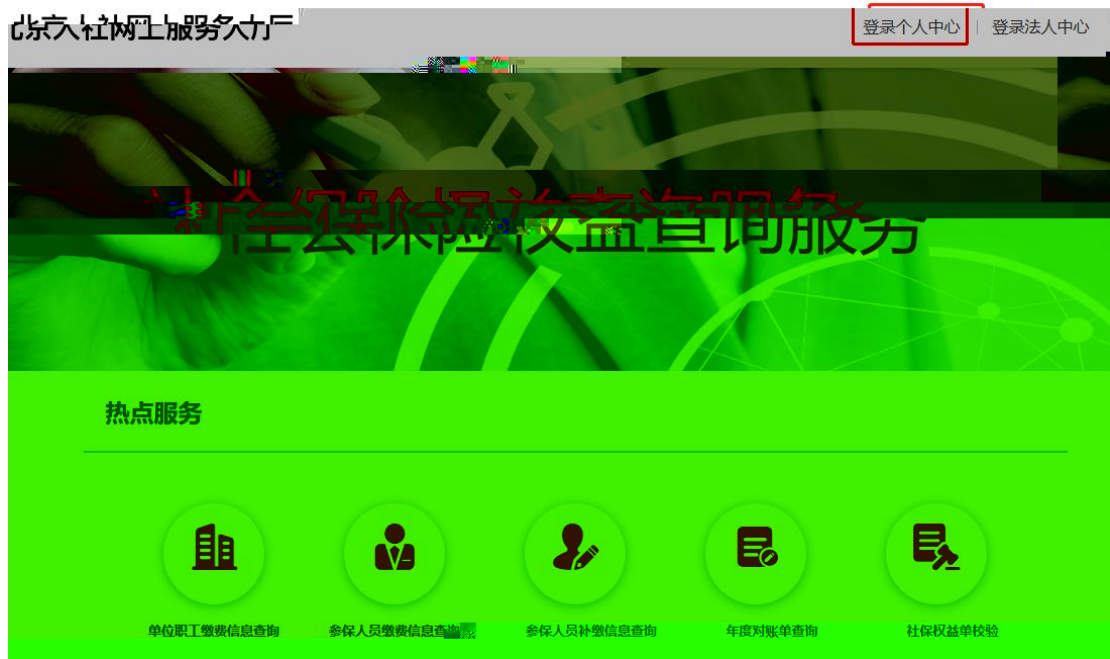 北京人社网上服务大厅
登录个人中心 | 登录法人中心
社会保险权益查询服务
热点服务
单位职工缴费信息查询
参保人员缴费信息查询
参保人员补缴信息查询
年度对账单查询
社保权益单校验